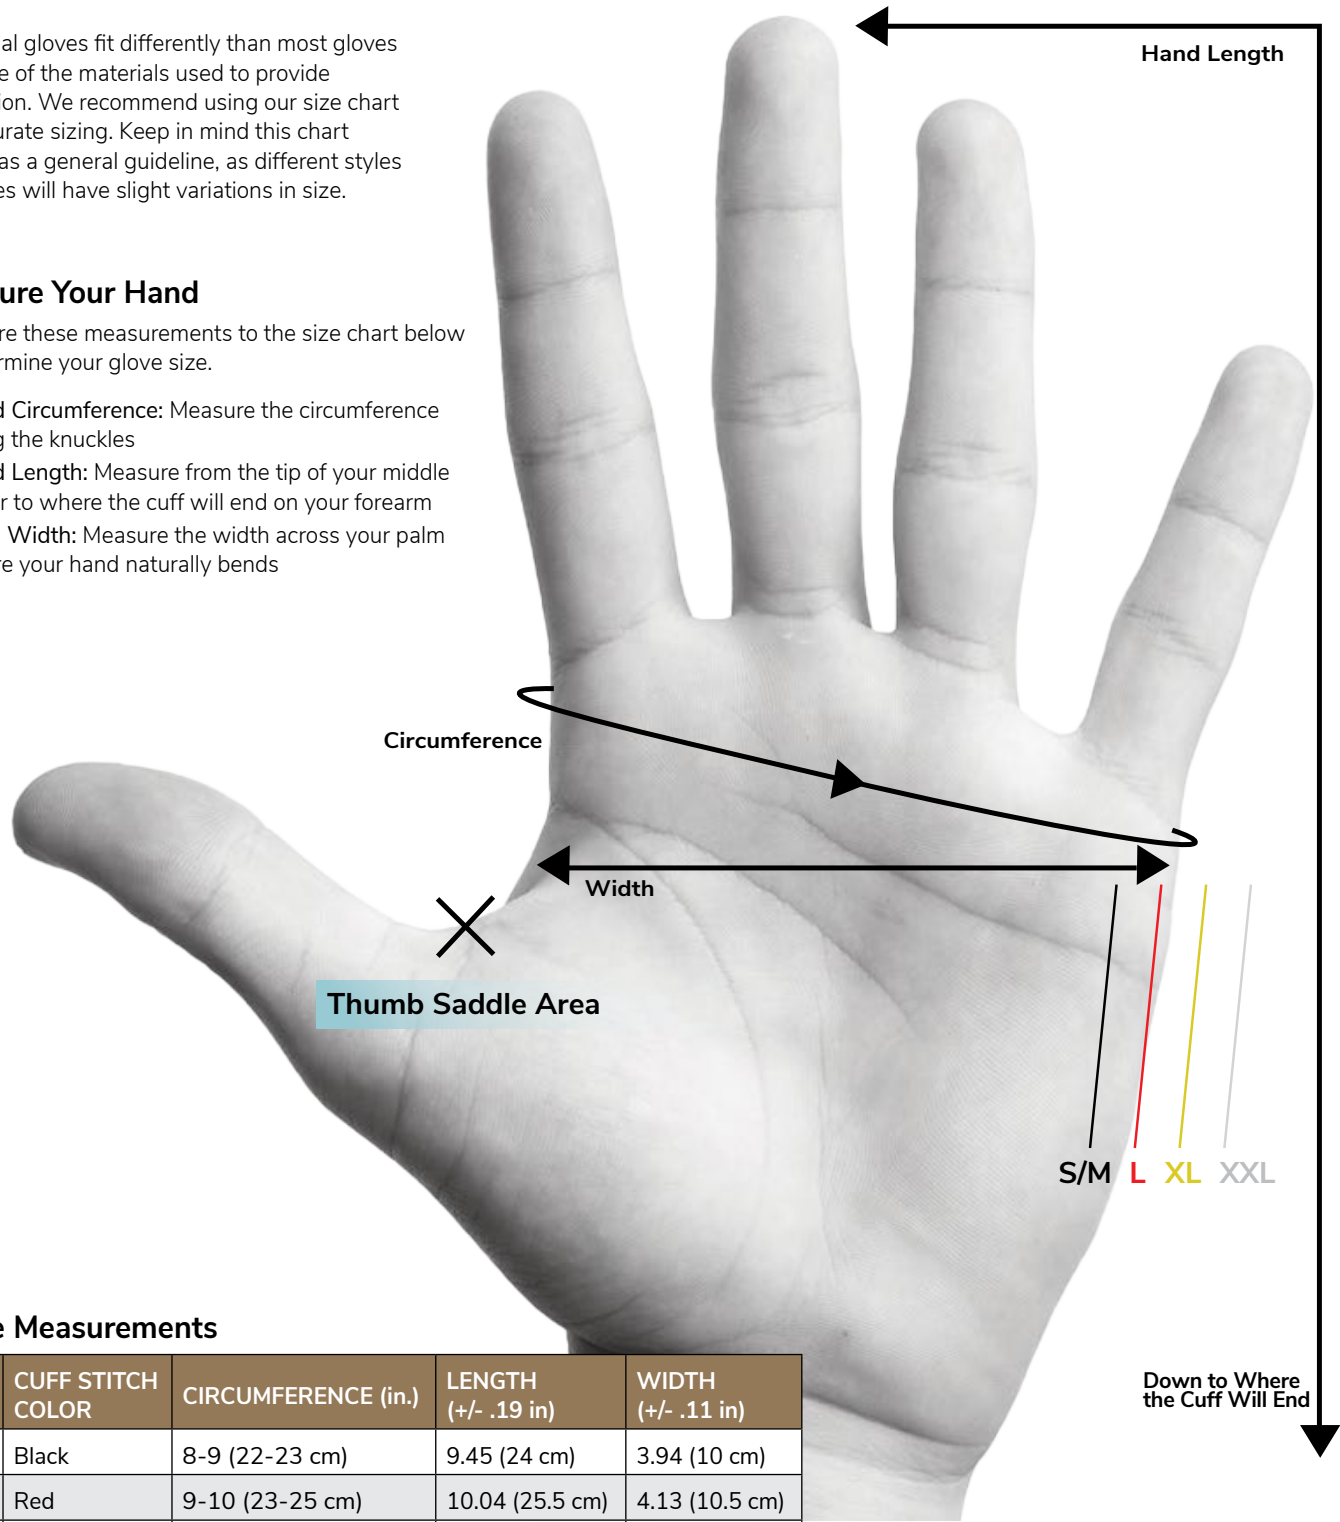 al gloves fit differently than most gloves
e of the materials used to provide
ion. We recommend using our size chart
urate sizing. Keep in mind this chart
as a general guideline, as different styles
es will have slight variations in size.
ure Your Hand
re these measurements to the size chart below
rmine your glove size.
d Circumference: Measure the circumference
g the knuckles
d Length: Measure from the tip of your middle
r to where the cuff will end on your forearm
Width: Measure the width across your palm
re your hand naturally bends
Hand Length
Circumference
Width
Thumb Saddle Area
S/M L XL XXL
Down to Where
the Cuff Will End
e Measurements
CUFF STITCH COLOR CIRCUMFERENCE (in.) LENGTH (+/- .19 in) WIDTH (+/- .11 in)
Black 8-9 (22-23 cm) 9.45 (24 cm) 3.94 (10 cm)
Red 9-10 (23-25 cm) 10.04 (25.5 cm) 4.13 (10.5 cm)